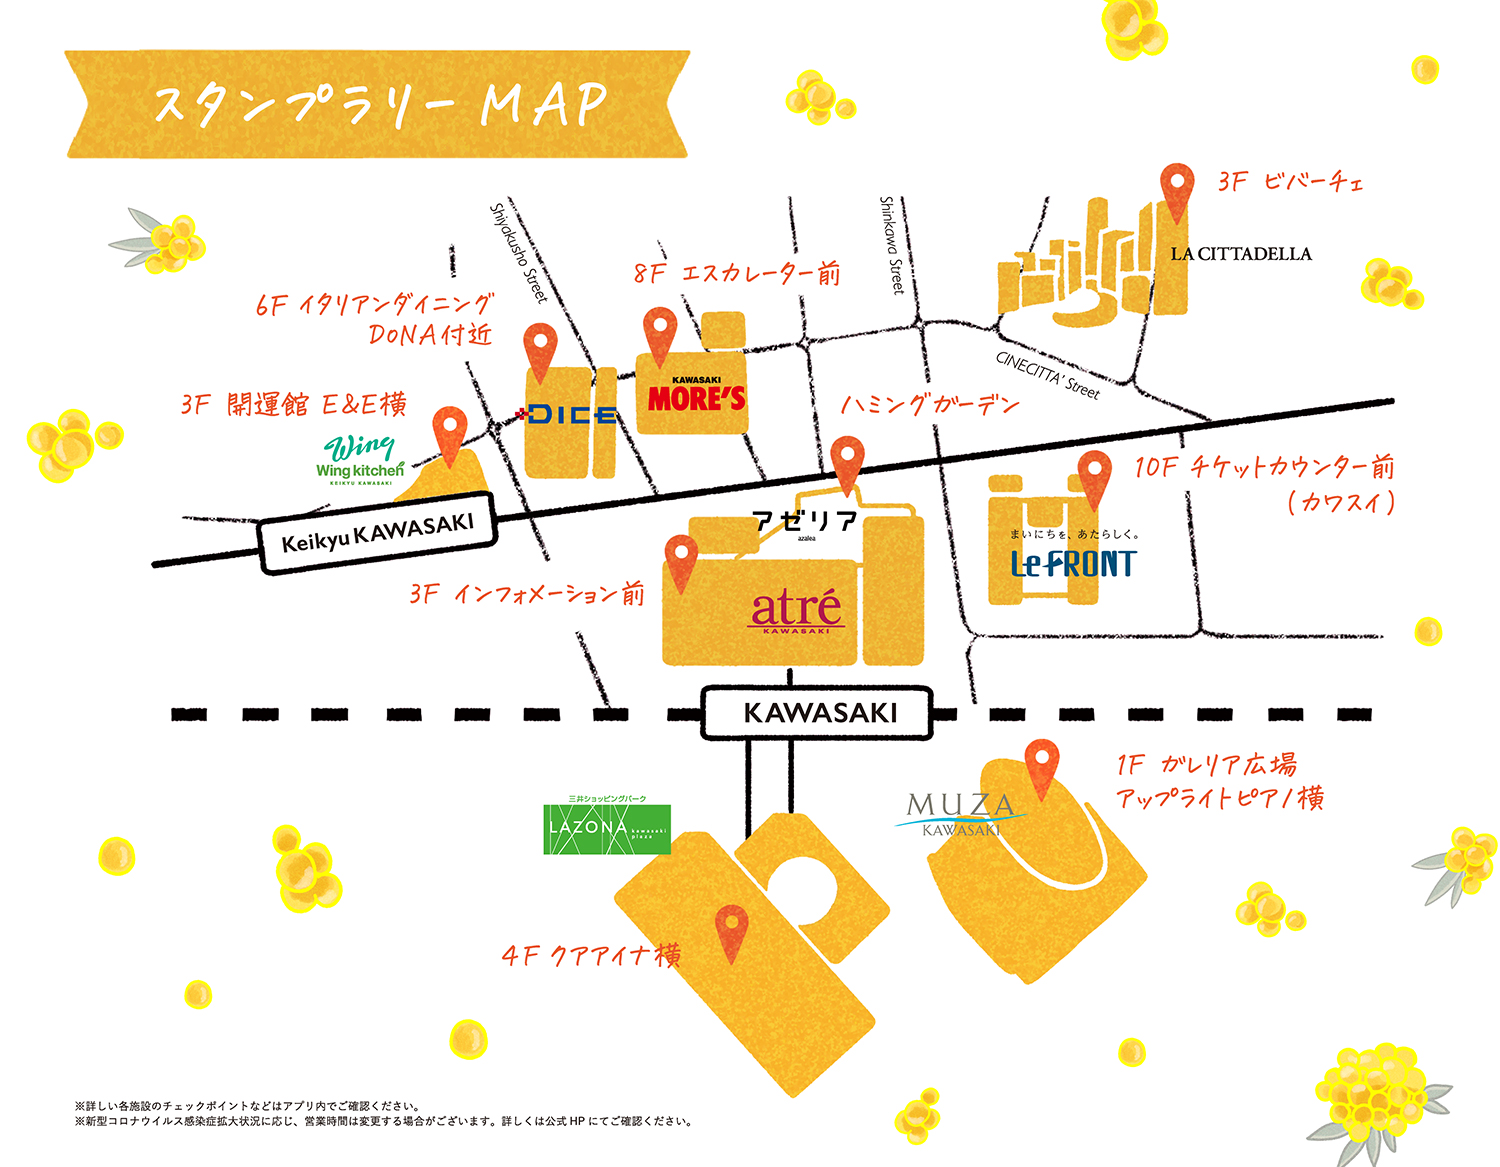 スタンプラリー MAP
3F ビバーチェ
LA CITTADELLA
Shiyakusho Street
Shinkawa Street
8F エスカレーター前
6F イタリアンダイニング
DoNA付近
CINECITTA' Street
KAWASAKI
MORE'S
DICE
3F 開運館 E&E横
ハミングガーデン
Wing
Wing kitchen
KEIKYU KAWASAKI
10F チケットカウンター前
(カワスイ)
Keikyu KAWASAKI
アゼリア
azalea
まいにちを、あたらしく。
Le FRONT
3F インフォメーション前
atré
KAWASAKI
KAWASAKI
1F ガレリア広場
アップライトピアノ横
三井ショッピングパーク
LAZONA kawasaki
plaza
MUZA
KAWASAKI
4F クアアイナ横
※詳しい各施設のチェックポイントなどはアプリ内でご確認ください。
※新型コロナウイルス感染症拡大状況に応じ、営業時間は変更する場合がございます。詳しくは公式 HP にてご確認ください。